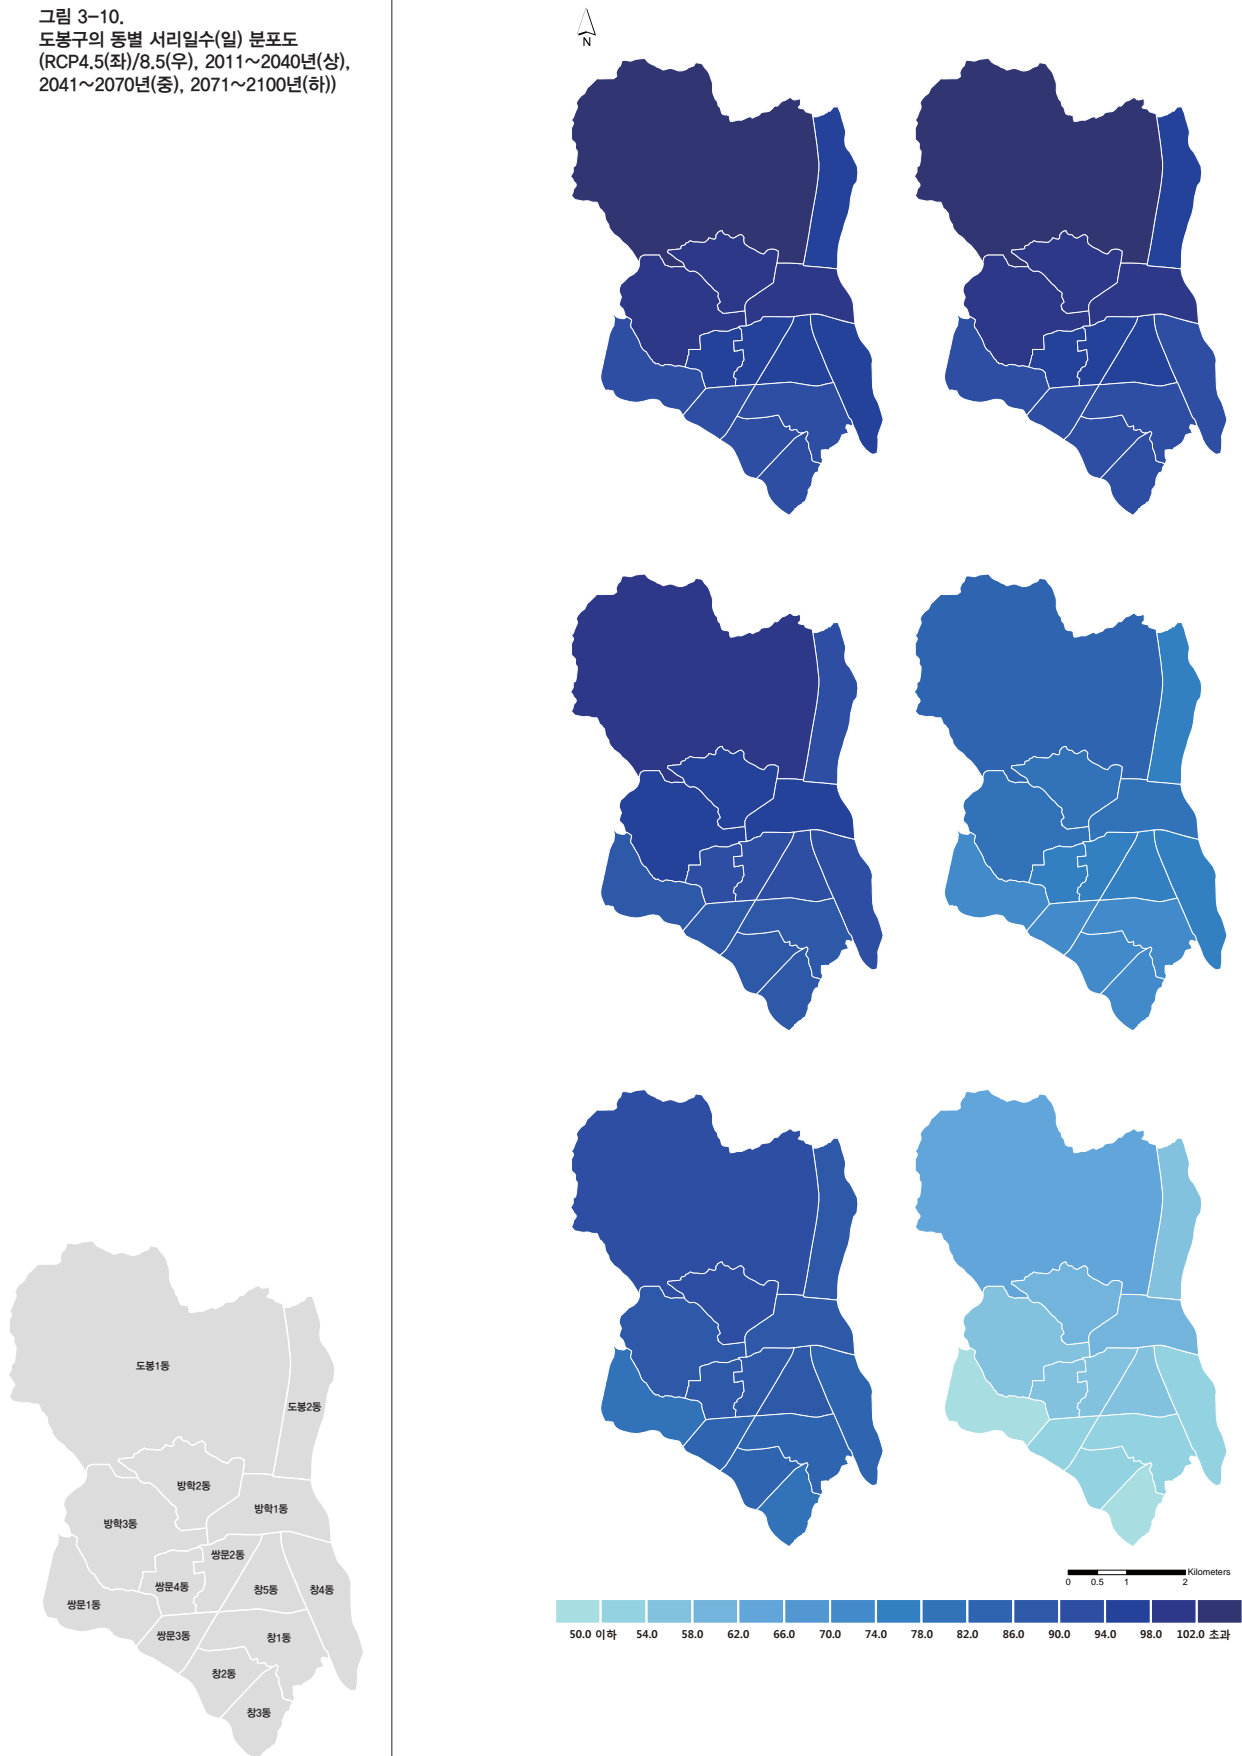 그림 3-10.
도봉구의 동별 서리일수(일) 분포도
(RCP4.5(좌)/8.5(우), 2011~2040년(상),
2041~2070년(중), 2071~2100년(하))
N
도봉1동
도봉2동
방학2동
방학1동
방학3동
쌍문2동
쌍문4동
창5동
창4동
쌍문1동
쌍문3동
창1동
창2동
창3동
Kilometers
0 0.5 1 2
50.0 이하 54.0 58.0 62.0 66.0 70.0 74.0 78.0 82.0 86.0 90.0 94.0 98.0 102.0 초과